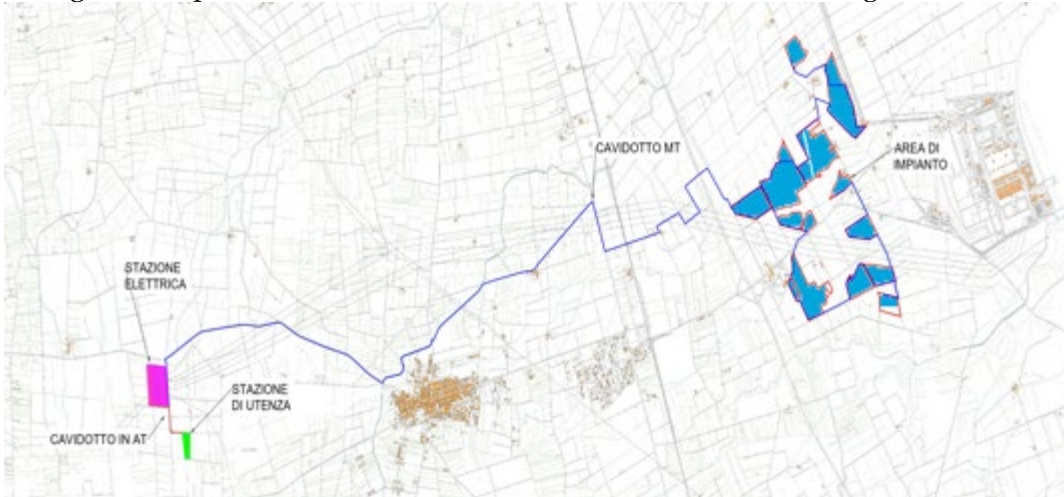 CAVIDOTTO MT
AREA DI
IMPIANTO
STAZIONE
ELETTRICA
STAZIONE
DI UTENZA
CAVIDOTTO IN AT